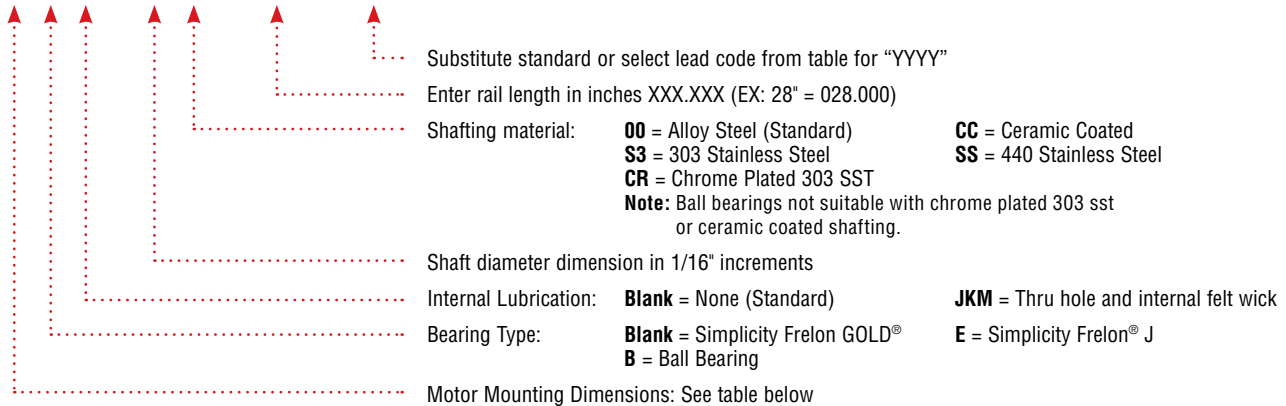 Substitute standard or select lead code from table for “YYYY”
Enter rail length in inches XXX.XXX (EX: 28" = 028.000)
Shafting material: 00 = Alloy Steel (Standard) CC = Ceramic Coated
S3 = 303 Stainless Steel SS = 440 Stainless Steel
CR = Chrome Plated 303 SST
Note: Ball bearings not suitable with chrome plated 303 sst
or ceramic coated shafting.
Shaft diameter dimension in 1/16" increments
Internal Lubrication: Blank = None (Standard) JKM = Thru hole and internal felt wick
Bearing Type: Blank = Simplicity Frelon GOLD® E = Simplicity Frelon® J
B = Ball Bearing
Motor Mounting Dimensions: See table below